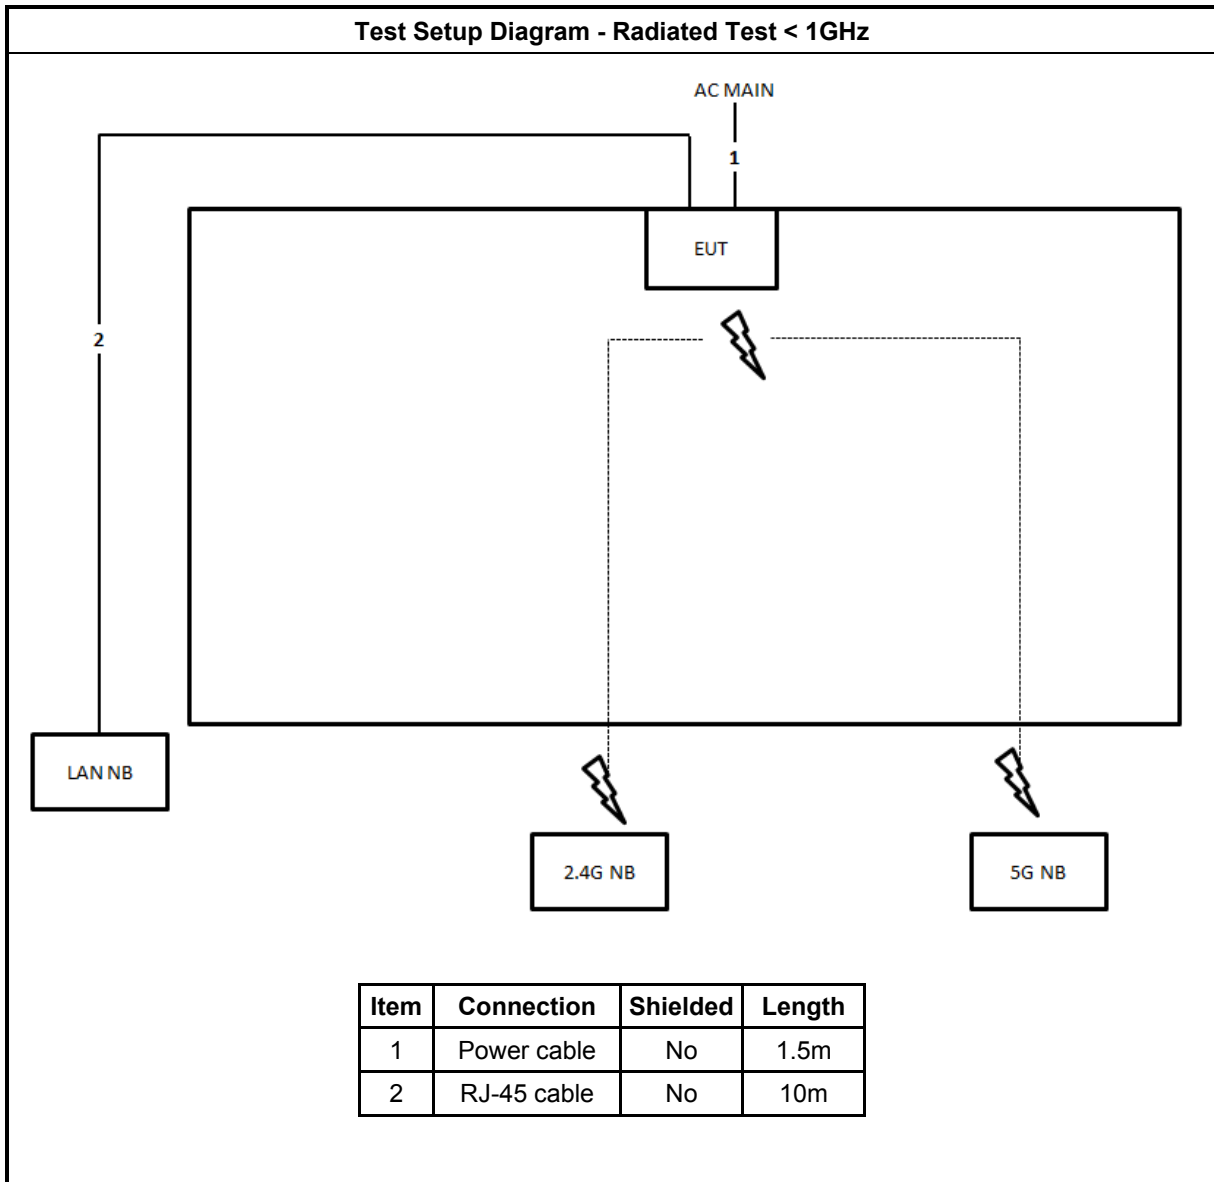 Test Setup Diagram - Radiated Test < 1GHz
AC MAIN
1
EUT
2
LAN NB
2.4G NB
5G NB
Item Connection Shielded Length
1 Power cable No 1.5m
2 RJ-45 cable No 10m